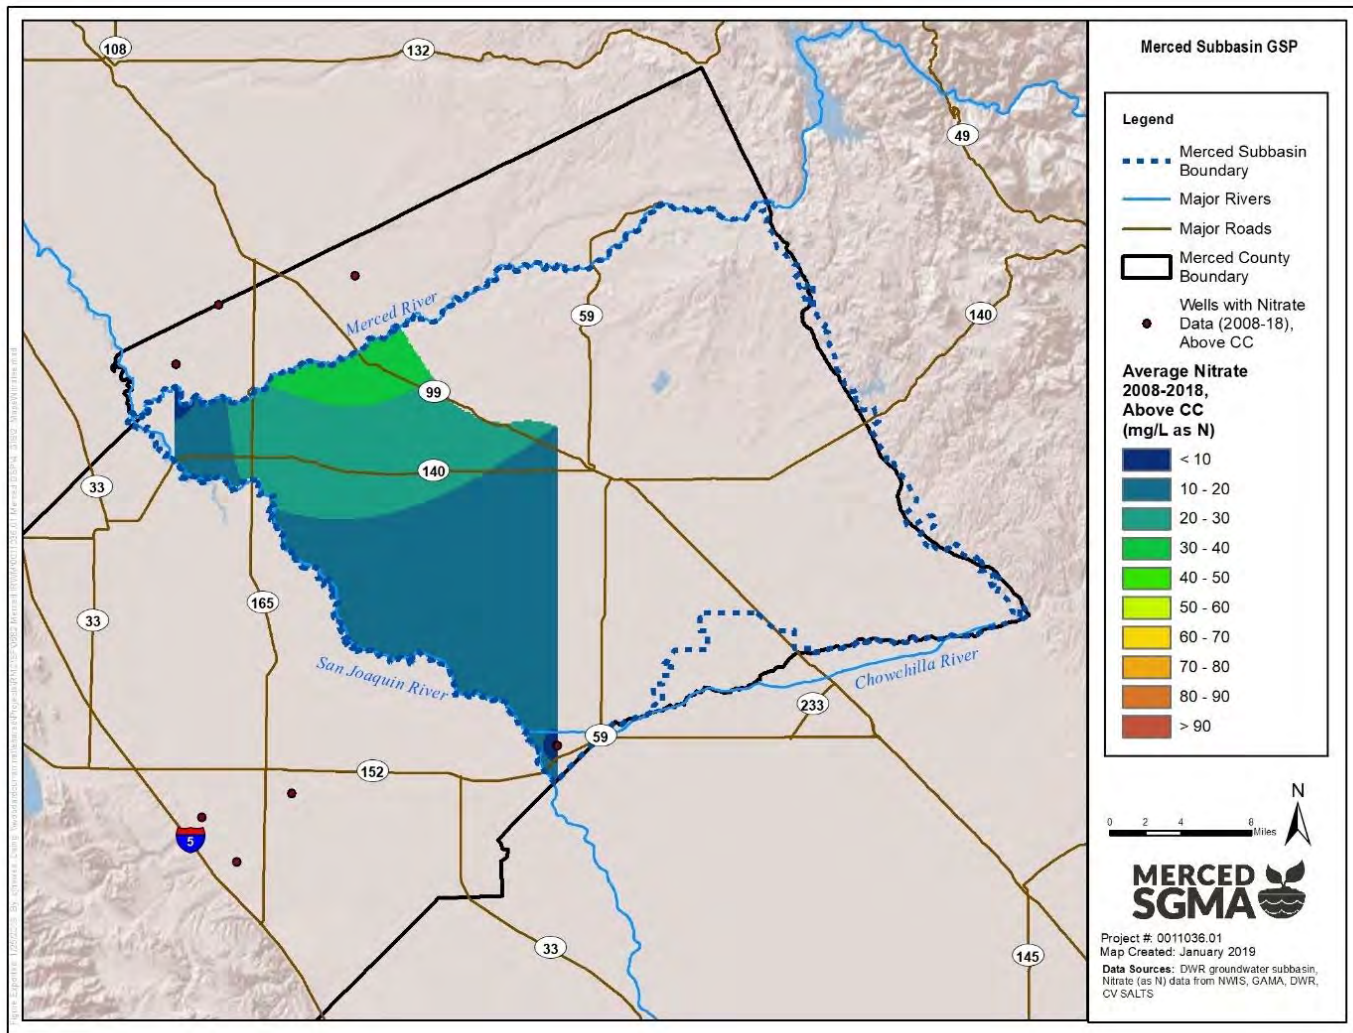 Merced Subbasin GSP
Legend
Merced Subbasin
Boundary
Major Rivers
Major Roads
Merced County
Boundary
Wells with Nitrate
Data (2008-18),
Above CC
Average Nitrate
2008-2018,
Above CC
(mg/L as N)
< 10
10 - 20
20 - 30
30 - 40
40 - 50
50 - 60
60 - 70
70 - 80
80 - 90
> 90
N
0 2 4 8
Miles
MERCED
SGMA
Project #: 0011036.01
Map Created: January 2019
Data Sources: DWR groundwater subbasin,
Nitrate (as N) data from NWIS, GAMA, DWR,
CV SALTS
108
132
49
Merced River
59
140
99
140
33
165
33
San Joaquin River
Chowchilla River
233
59
152
5
33
145